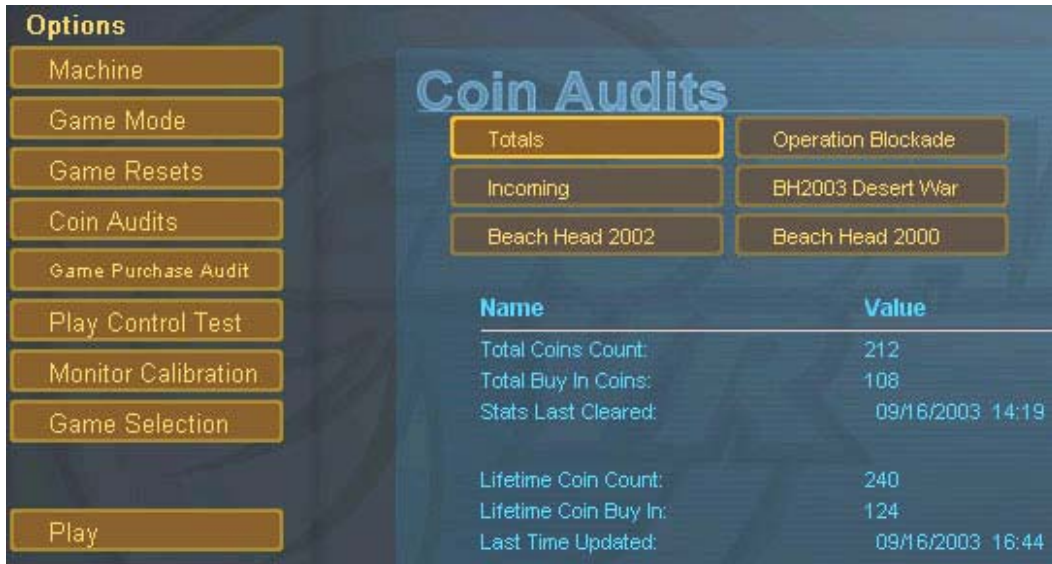 Options
Machine
Game Mode
Game Resets
Coin Audits
Game Purchase Audit
Play Control Test
Monitor Calibration
Game Selection
Play
Coin Audits
Totals
Operation Blockade
Incoming
BH2003 Desert War
Beach Head 2002
Beach Head 2000
Name Value
Total Coins Count: 212
Total Buy In Coins: 108
Stats Last Cleared: 09/16/2003 14:19
Lifetime Coin Count: 240
Lifetime Coin Buy In: 124
Last Time Updated: 09/16/2003 16:44